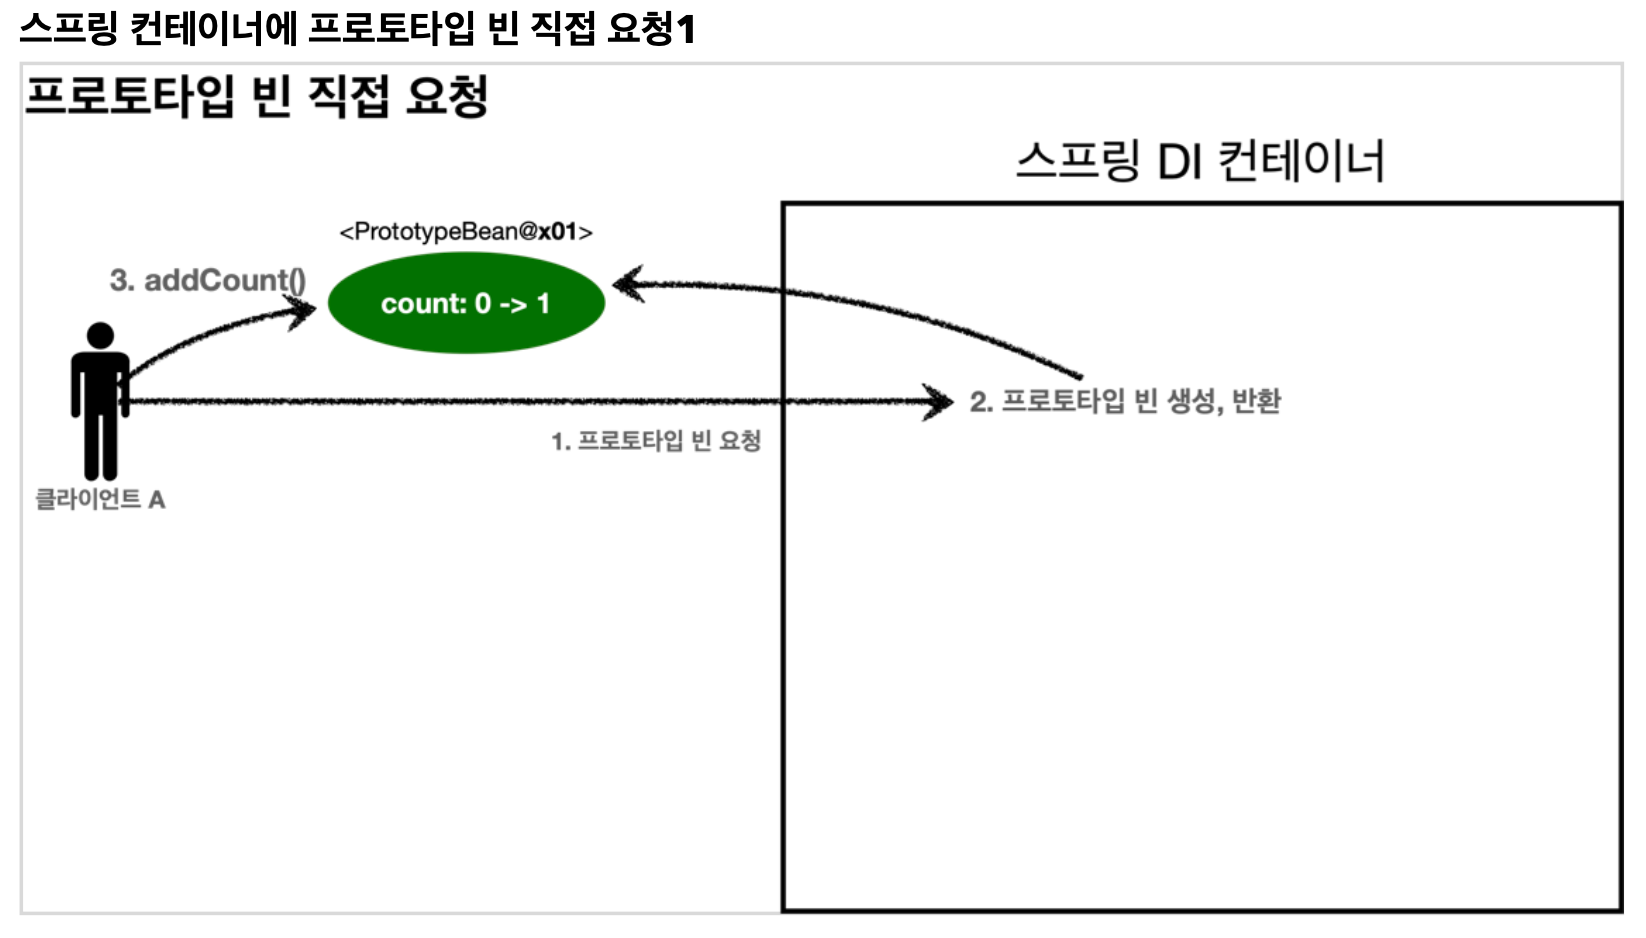 스프링 컨테이너에 프로토타입 빈 직접 요청1
프로토타입 빈 직접 요청
스프링 DI 컨테이너
<PrototypeBean@x01>
3. addCount()
count: 0 -> 1
2. 프로토타입 빈 생성, 반환
1. 프로토타입 빈 요청
클라이언트 A